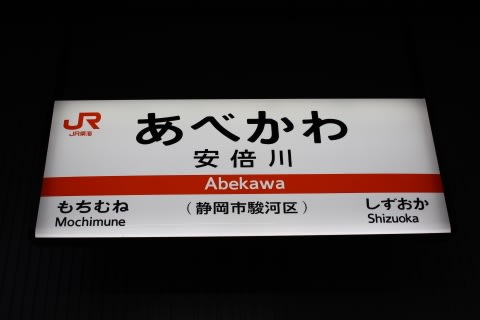 JR
JR東海
あべかわ
安倍川
Abekawa
もちむね
Mochimune
（静岡市駿河区）
しずおか
Shizuoka